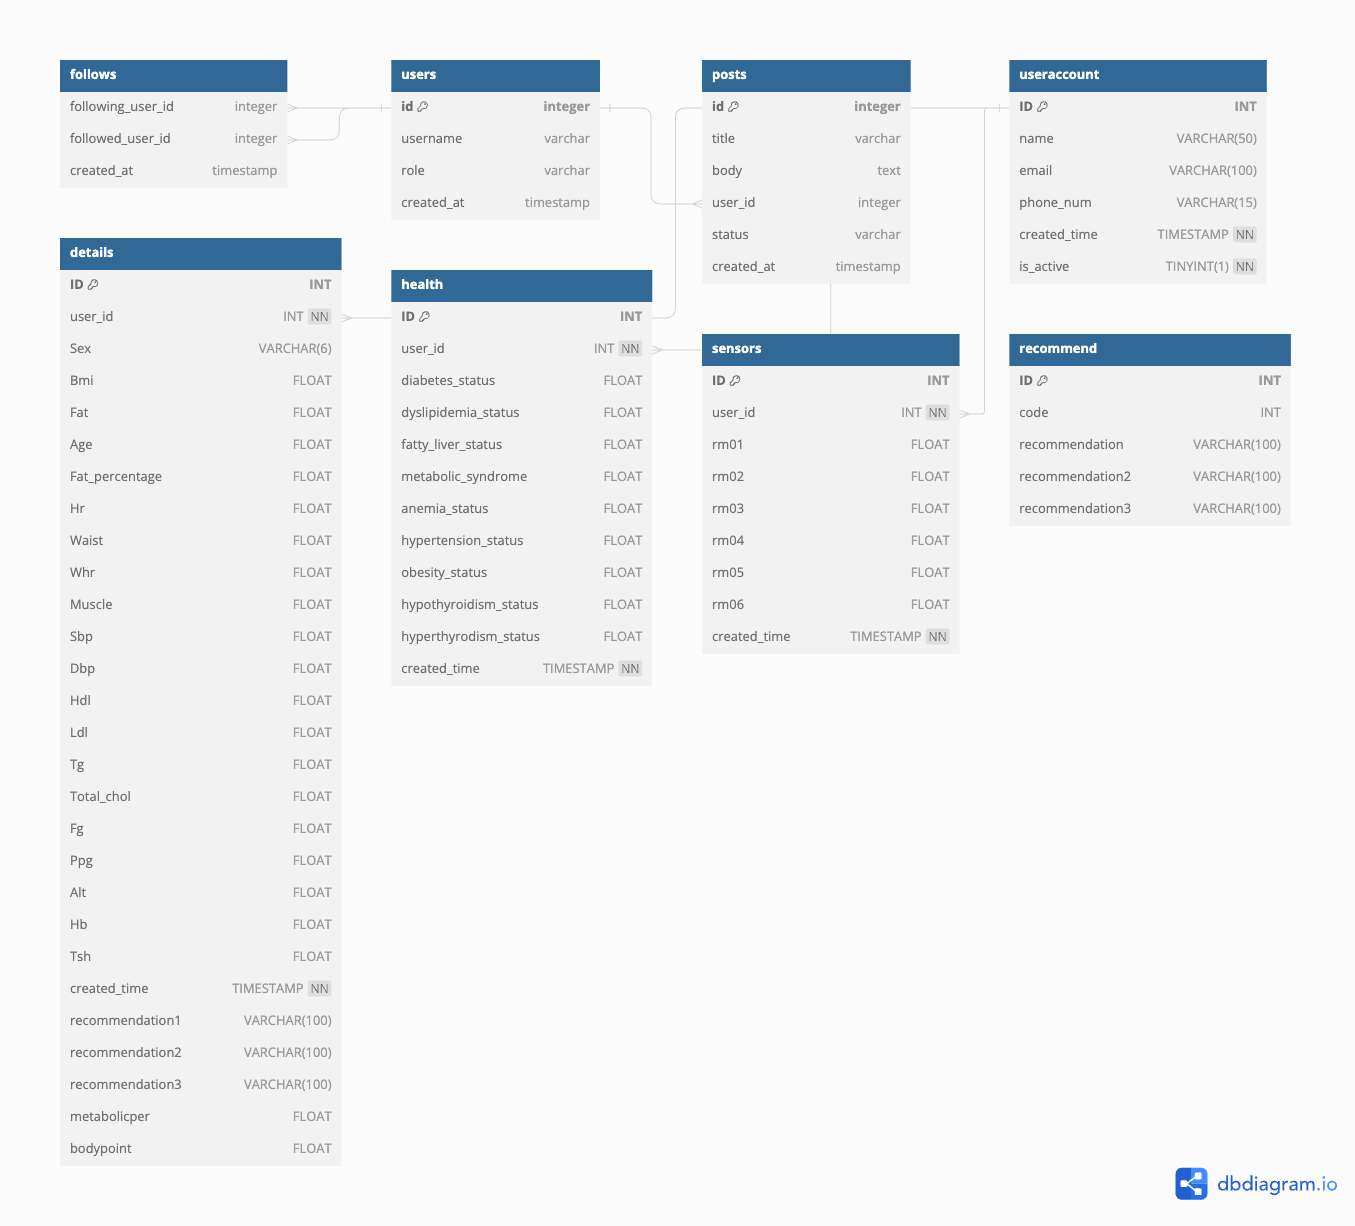 follows
following_user_id integer
followed_user_id integer
created_at timestamp
users
id integer
username varchar
role varchar
created_at timestamp
posts
id integer
title varchar
body text
user_id integer
status varchar
created_at timestamp
useraccount
ID INT
name VARCHAR(50)
email VARCHAR(100)
phone_num VARCHAR(15)
created_time TIMESTAMP NN
is_active TINYINT(1) NN
details
ID INT
user_id INT NN
Sex VARCHAR(6)
Bmi FLOAT
Fat FLOAT
Age FLOAT
Fat_percentage FLOAT
Hr FLOAT
Waist FLOAT
Whr FLOAT
Muscle FLOAT
Sbp FLOAT
Dbp FLOAT
Hdl FLOAT
Ldl FLOAT
Tg FLOAT
Total_chol FLOAT
Fg FLOAT
Ppg FLOAT
Alt FLOAT
Hb FLOAT
Tsh FLOAT
created_time TIMESTAMP NN
recommendation1 VARCHAR(100)
recommendation2 VARCHAR(100)
recommendation3 VARCHAR(100)
metabolicper FLOAT
bodypoint FLOAT
health
ID INT
user_id INT NN
diabetes_status FLOAT
dyslipidemia_status FLOAT
fatty_liver_status FLOAT
metabolic_syndrome FLOAT
anemia_status FLOAT
hypertension_status FLOAT
obesity_status FLOAT
hypothyroidism_status FLOAT
hyperthyrodism_status FLOAT
created_time TIMESTAMP NN
sensors
ID INT
user_id INT NN
rm01 FLOAT
rm02 FLOAT
rm03 FLOAT
rm04 FLOAT
rm05 FLOAT
rm06 FLOAT
created_time TIMESTAMP NN
recommend
ID INT
code INT
recommendation VARCHAR(100)
recommendation2 VARCHAR(100)
recommendation3 VARCHAR(100)
dbdiagram.io